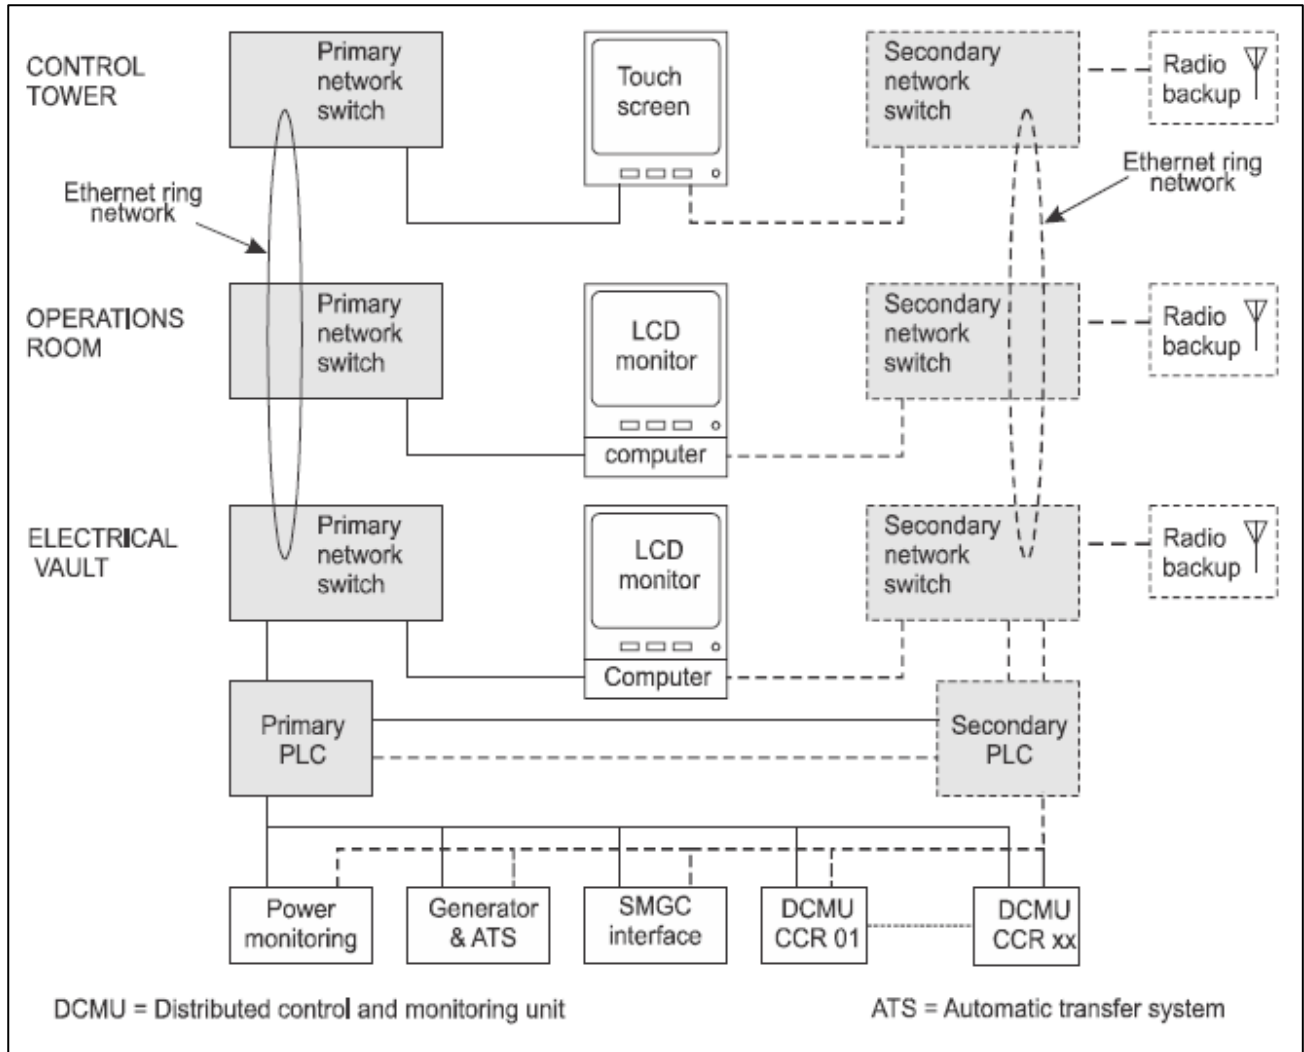 CONTROL
TOWER
Primary
network
switch
Touch
screen
Secondary
network
switch
Radio
backup
Ethernet ring
network
Ethernet ring
network
OPERATIONS
ROOM
Primary
network
switch
LCD
monitor
computer
Secondary
network
switch
Radio
backup
ELECTRICAL
VAULT
Primary
network
switch
LCD
monitor
Computer
Secondary
network
switch
Radio
backup
Primary
PLC
Secondary
PLC
Power
monitoring
Generator
& ATS
SMGC
interface
DCMU
CCR 01
DCMU
CCR xx
DCMU = Distributed control and monitoring unit
ATS = Automatic transfer system